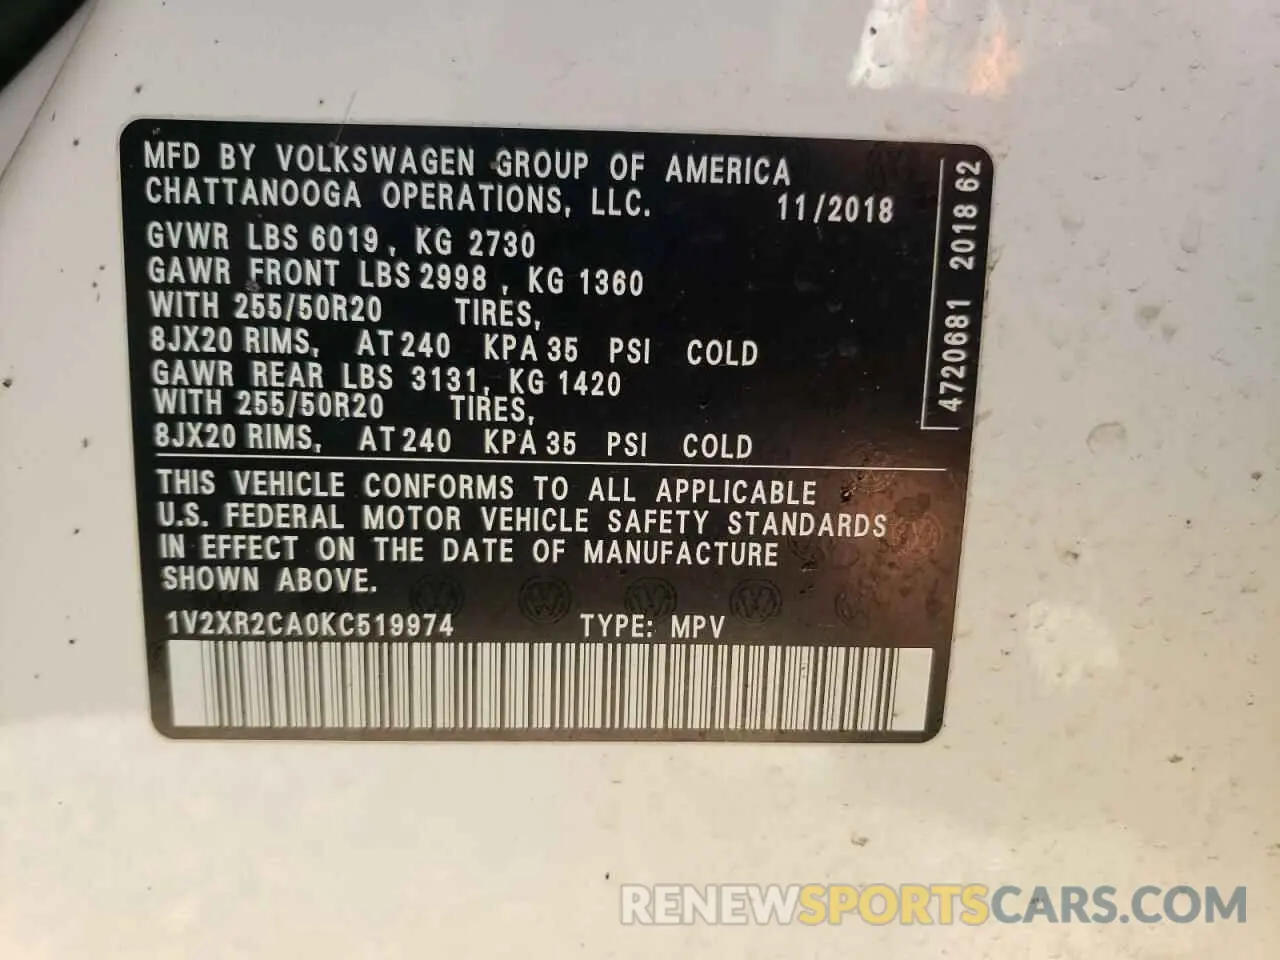 MFD BY VOLKSWAGEN GROUP OF AMERICA
CHATTANOOGA OPERATIONS, LLC. 11/2018
GVWR LBS 6019, KG 2730
GAWR FRONT LBS 2998, KG 1360
WITH 255/50R20 TIRES,
8JX20 RIMS, AT 240 KPA 35 PSI COLD
GAWR REAR LBS 3131, KG 1420
WITH 255/50R20 TIRES,
8JX20 RIMS, AT 240 KPA 35 PSI COLD
THIS VEHICLE CONFORMS TO ALL APPLICABLE
U.S. FEDERAL MOTOR VEHICLE SAFETY STANDARDS
IN EFFECT ON THE DATE OF MANUFACTURE
SHOWN ABOVE.
1V2XR2CA0KC519974 TYPE: MPV
4720681 2018 62
RENEWSPORTSCARS.COM